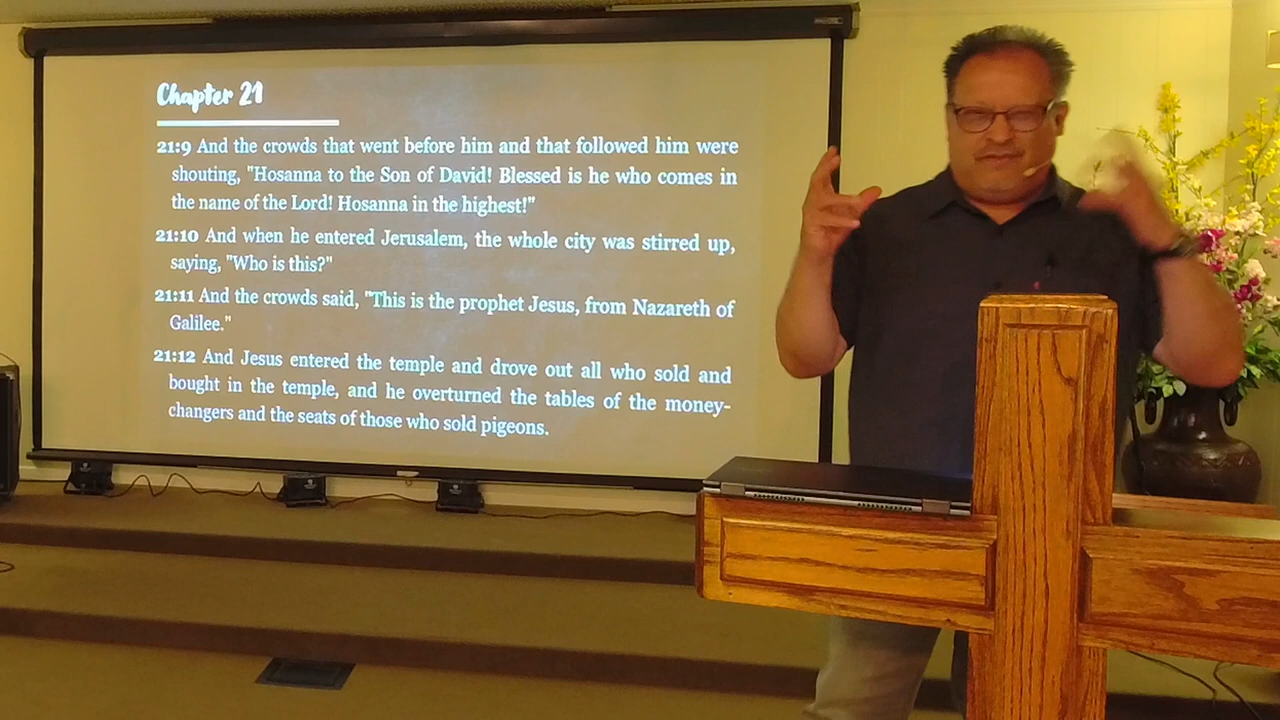 Chapter 21
21:9 And the crowds that went before him and that followed him were
shouting, "Hosanna to the Son of David! Blessed is he who comes in
the name of the Lord! Hosanna in the highest!"
21:10 And when he entered Jerusalem, the whole city was stirred up,
saying, "Who is this?"
21:11 And the crowds said, "This is the prophet Jesus, from Nazareth of
Galilee."
21:12 And Jesus entered the temple and drove out all who sold and
bought in the temple, and he overturned the tables of the money-
changers and the seats of those who sold pigeons.